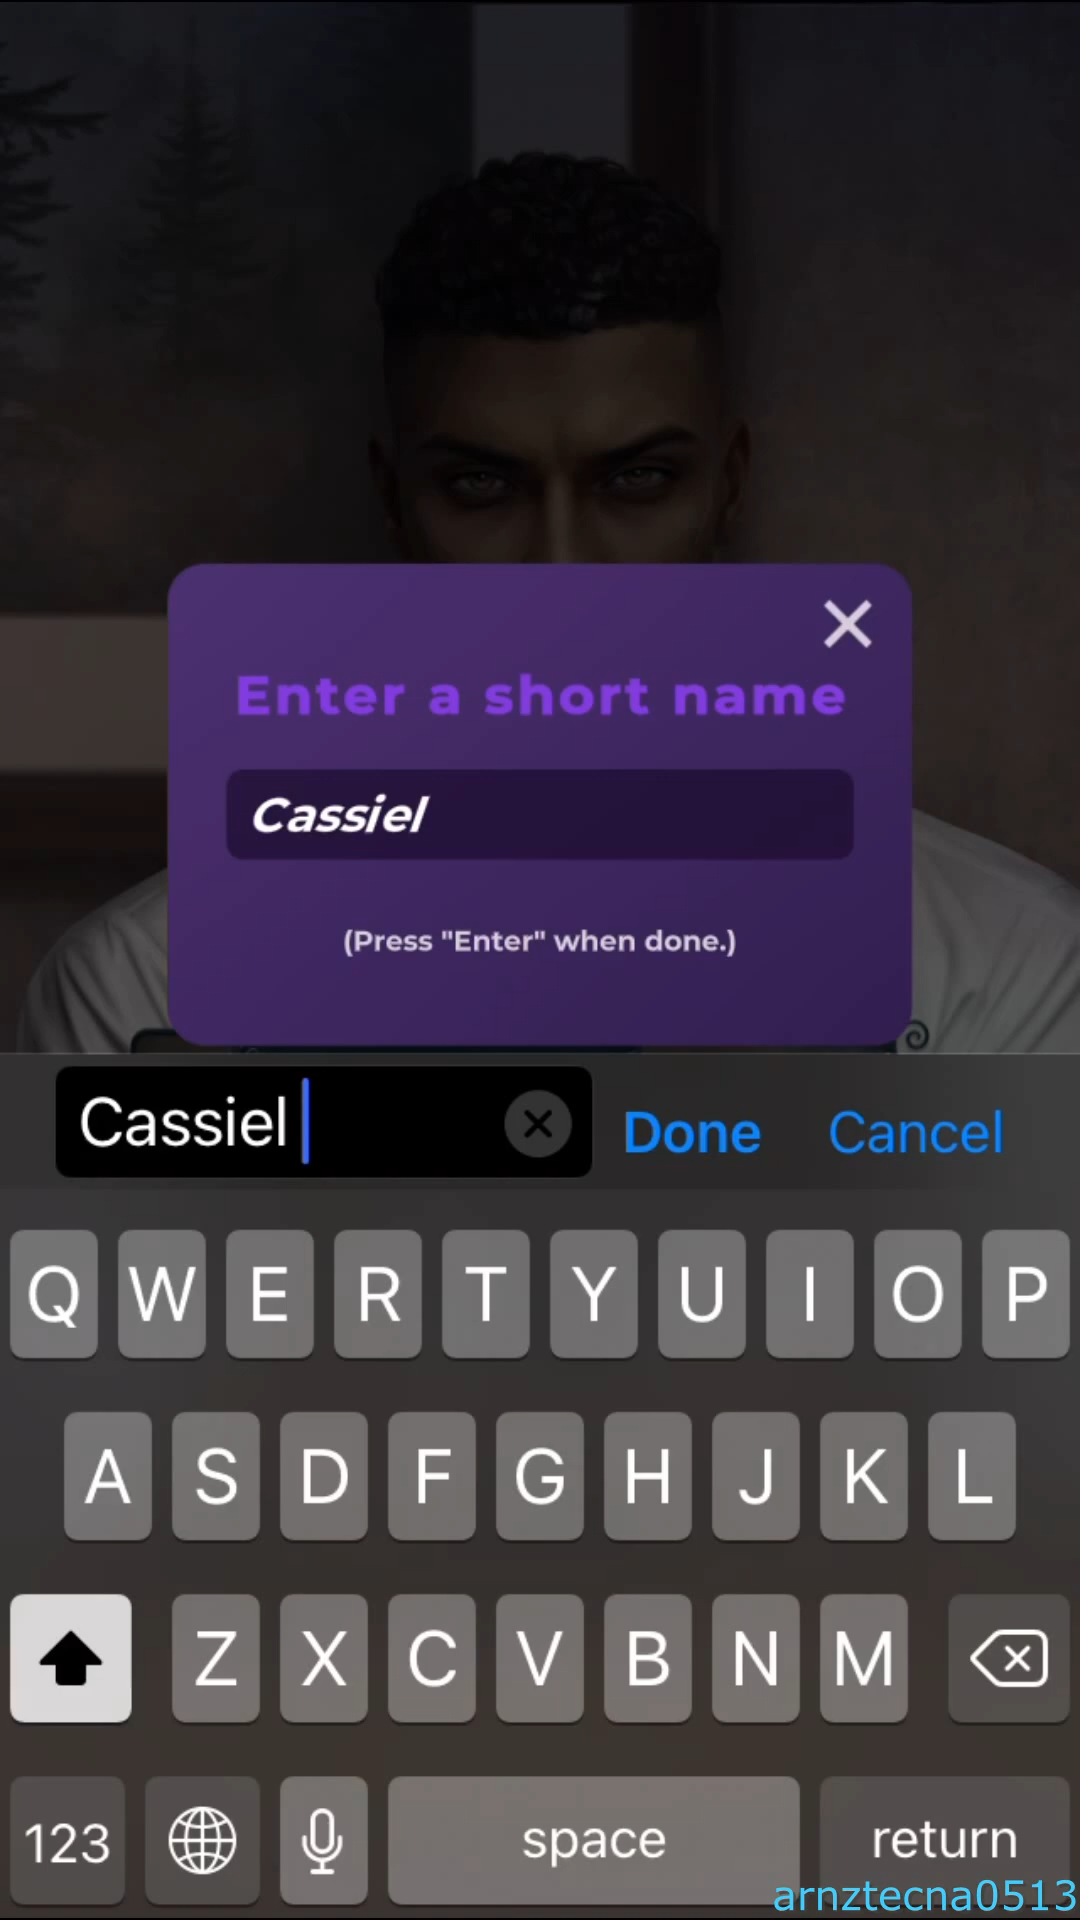 Enter a short name
Cassiel
(Press "Enter" when done.)
Cassiel
Done
Cancel
Q W E R T Y U I O P
A S D F G H J K L
Z X C V B N M
123
space
return
arnztecna0513